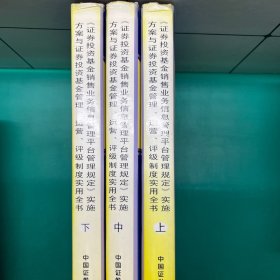 《证券投资基金销售业务信息管理平台管理规定》实施
方案与证券投资基金管理、运营、评级制度实用全书
下
中国证券
《证券投资基金销售业务信息管理平台管理规定》实施
方案与证券投资基金管理、运营、评级制度实用全书
中
中国证券
《证券投资基金销售业务信息管理平台管理规定》实施
方案与证券投资基金管理、运营、评级制度实用全书
上
中国证券